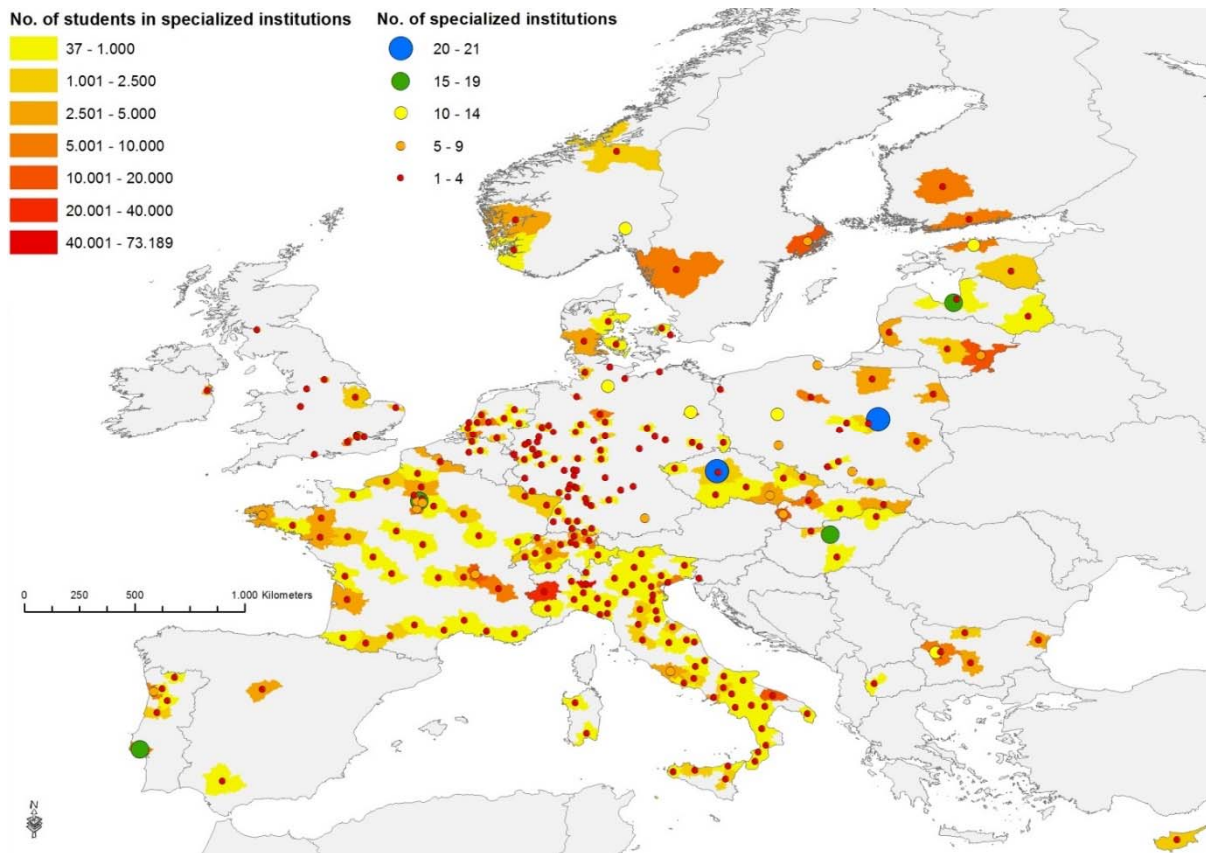 No. of students in specialized institutions
37 - 1.000
1.001 - 2.500
2.501 - 5.000
5.001 - 10.000
10.001 - 20.000
20.001 - 40.000
40.001 - 73.189
No. of specialized institutions
20 - 21
15 - 19
10 - 14
5 - 9
1 - 4
0 250 500 1.000 Kilometers
N